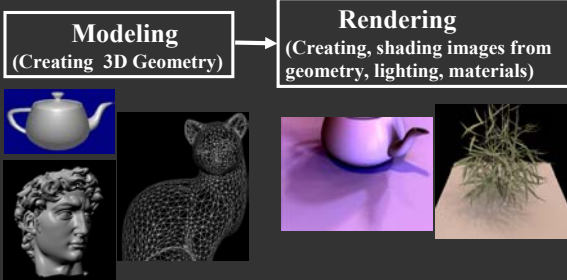 Modeling
(Creating 3D Geometry)
Rendering
(Creating, shading images from
geometry, lighting, materials)